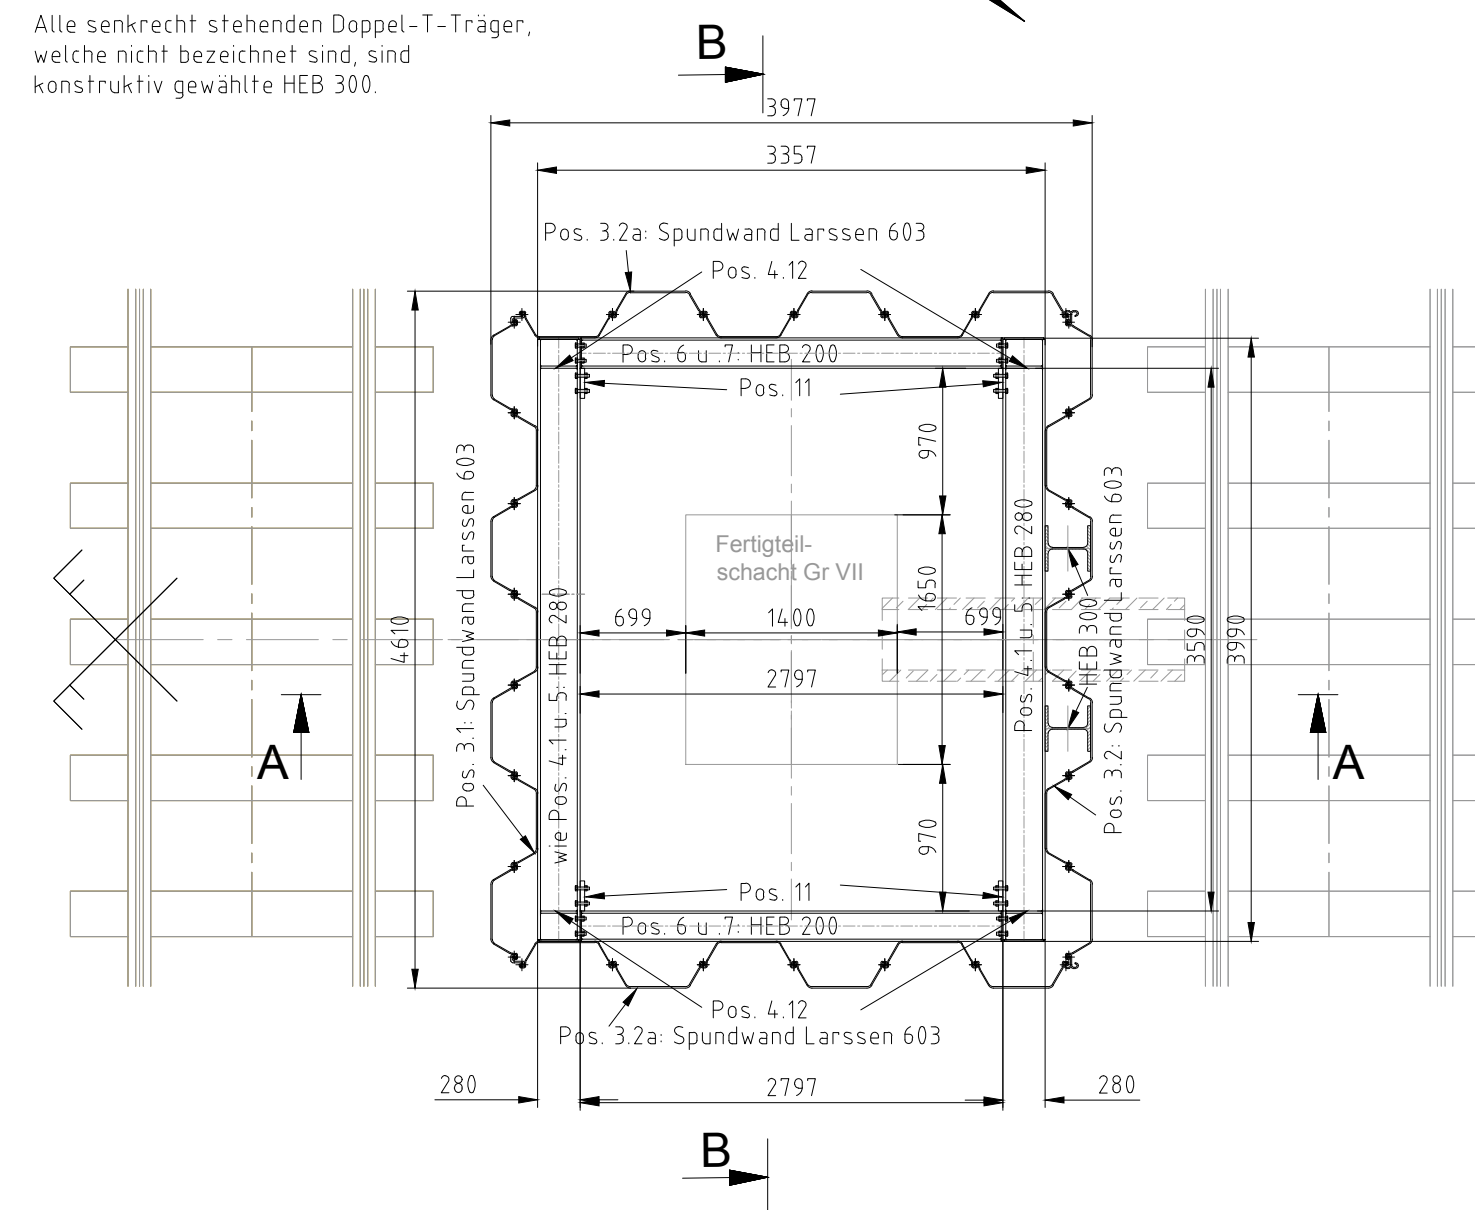 Alle senkrecht stehenden Doppel-T-Träger,
welche nicht bezeichnet sind, sind
konstruktiv gewählte HEB 300.
B
3977
3357
Pos. 3.2a: Spundwand Larssen 603
Pos. 4.12
Pos. 6 u .7: HEB 200
Pos. 11
970
Pos. 3.1: Spundwand Larssen 603
Pos. 4.1 u. 5: HEB 280
Pos. 3.2: Spundwand Larssen 603
Fertigteil-
schacht Gr VII
1650
699
1400
699
4610
wie Pos. 4.1 u. 5: HEB 280
HEB 300
3590
3990
2797
A
A
970
Pos. 11
Pos. 6 u .7: HEB 200
Pos. 4.12
Pos. 3.2a: Spundwand Larssen 603
280
2797
280
B